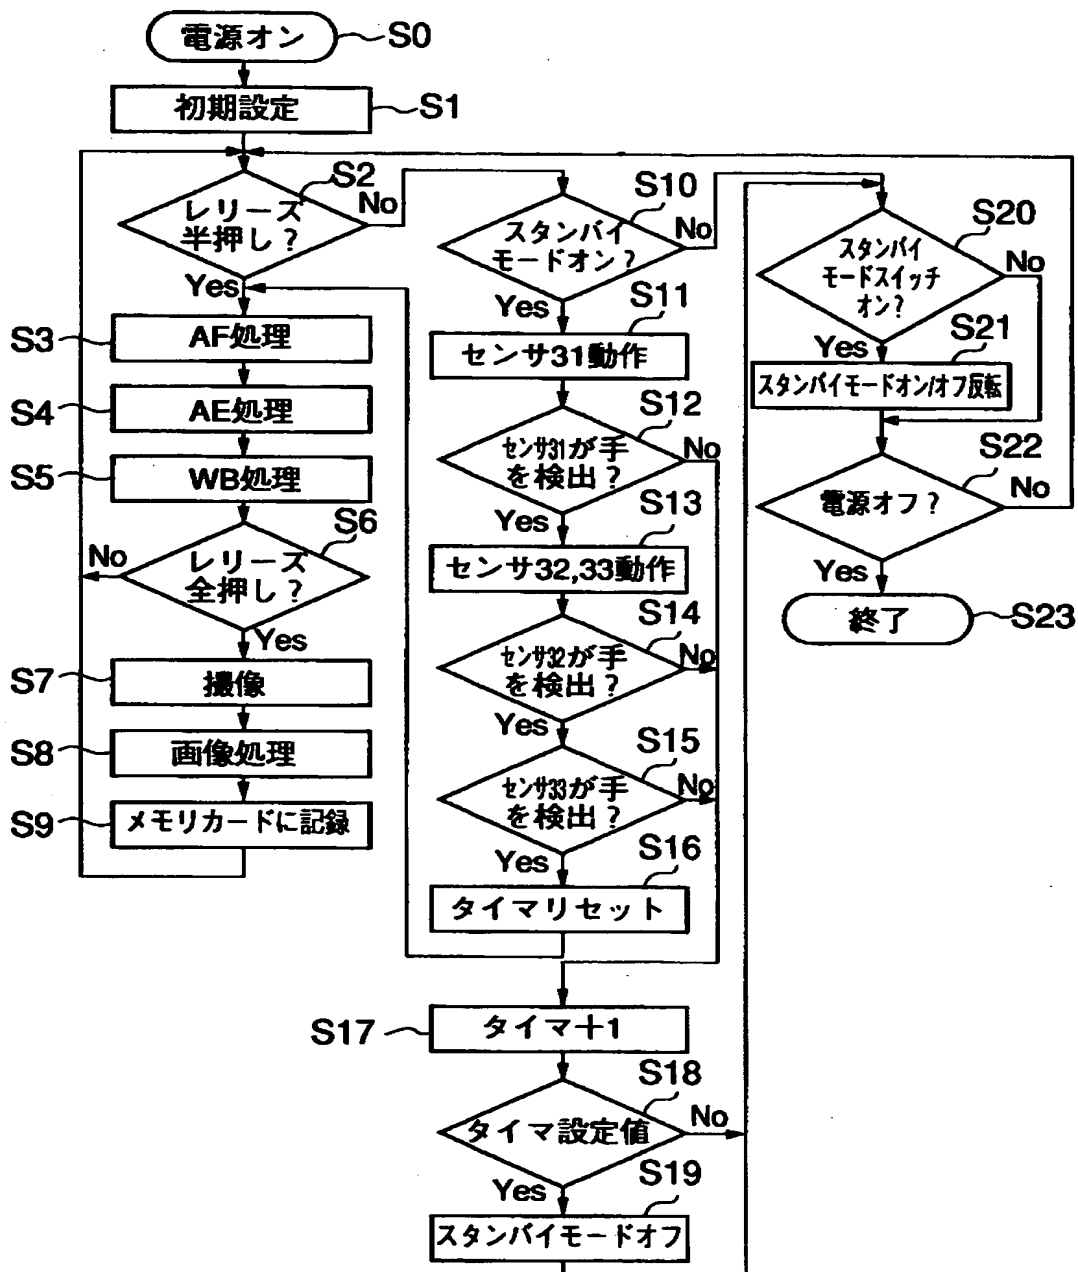 電源オン
S0
初期設定
S1
S2
レリーズ
半押し?
No
Yes
S3
AF処理
S4
AE処理
S5
WB処理
S6
レリーズ
全押し?
No
Yes
S7
撮像
S8
画像処理
S9
メモリカードに記録
S10
スタンバイ
モードオン?
No
Yes
S11
センサ31動作
S12
センサ31が手
を検出?
No
Yes
S13
センサ32,33動作
S14
センサ32が手
を検出?
No
Yes
S15
センサ33が手
を検出?
No
Yes
S16
タイマリセット
S17
タイマ+1
S18
タイマ設定値
No
Yes
S19
スタンバイモードオフ
S20
スタンバイ
モードスイッチ
オン?
No
Yes
S21
スタンバイモードオン/オフ反転
S22
電源オフ?
No
Yes
終了
S23